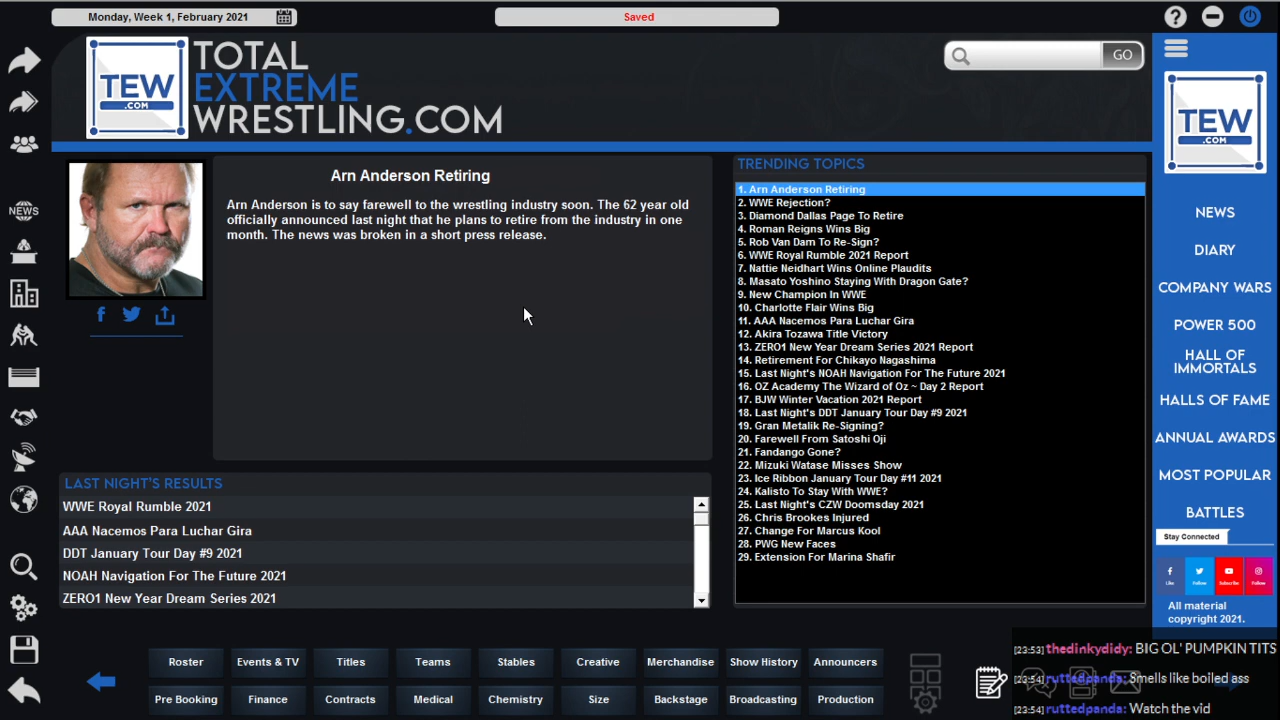 Monday, Week 1, February 2021
Saved
TEW
.COM
TOTAL
EXTREME
WRESTLING.COM
GO
TEW
.COM
NEWS
Arn Anderson Retiring
Arn Anderson is to say farewell to the wrestling industry soon. The 62 year old
officially announced last night that he plans to retire from the industry in one
month. The news was broken in a short press release.
TRENDING TOPICS
1. Arn Anderson Retiring
2. WWE Rejection?
3. Diamond Dallas Page To Retire
4. Roman Reigns Wins Big
5. Rob Van Dam To Re-Sign?
6. WWE Royal Rumble 2021 Report
7. Nattie Neidhart Wins Online Plaudits
8. Masato Yoshino Staying With Dragon Gate?
9. New Champion In WWE
10. Charlotte Flair Wins Big
11. AAA Nacemos Para Luchar Gira
12. Akira Tozawa Title Victory
13. ZERO1 New Year Dream Series 2021 Report
14. Retirement For Chikayo Nagashima
15. Last Night's NOAH Navigation For The Future 2021
16. OZ Academy The Wizard of Oz ~ Day 2 Report
17. BJW Winter Vacation 2021 Report
18. Last Night's DDT January Tour Day #9 2021
19. Gran Metalik Re-Signing?
20. Farewell From Satoshi Oji
21. Fandango Gone?
22. Mizuki Watase Misses Show
23. Ice Ribbon January Tour Day #11 2021
24. Kalisto To Stay With WWE?
25. Last Night's CZW Doomsday 2021
26. Chris Brookes Injured
27. Change For Marcus Kool
28. PWG New Faces
29. Extension For Marina Shafir
LAST NIGHT'S RESULTS
WWE Royal Rumble 2021
AAA Nacemos Para Luchar Gira
DDT January Tour Day #9 2021
NOAH Navigation For The Future 2021
ZERO1 New Year Dream Series 2021
NEWS
DIARY
COMPANY WARS
POWER 500
HALL OF
IMMORTALS
HALLS OF FAME
ANNUAL AWARDS
MOST POPULAR
BATTLES
Stay Connected
Like
Follow
Subscribe
Follow
All material
copyright 2021.
Roster
Events & TV
Titles
Teams
Stables
Creative
Merchandise
Show History
Announcers
Pre Booking
Finance
Contracts
Medical
Chemistry
Size
Backstage
Broadcasting
Production
[23:53] thedinkydidy: BIG OL' PUMPKIN TITS
[23:54] ruttedpanda: Smells like boiled ass
[23:54] ruttedpanda: Watch the vid